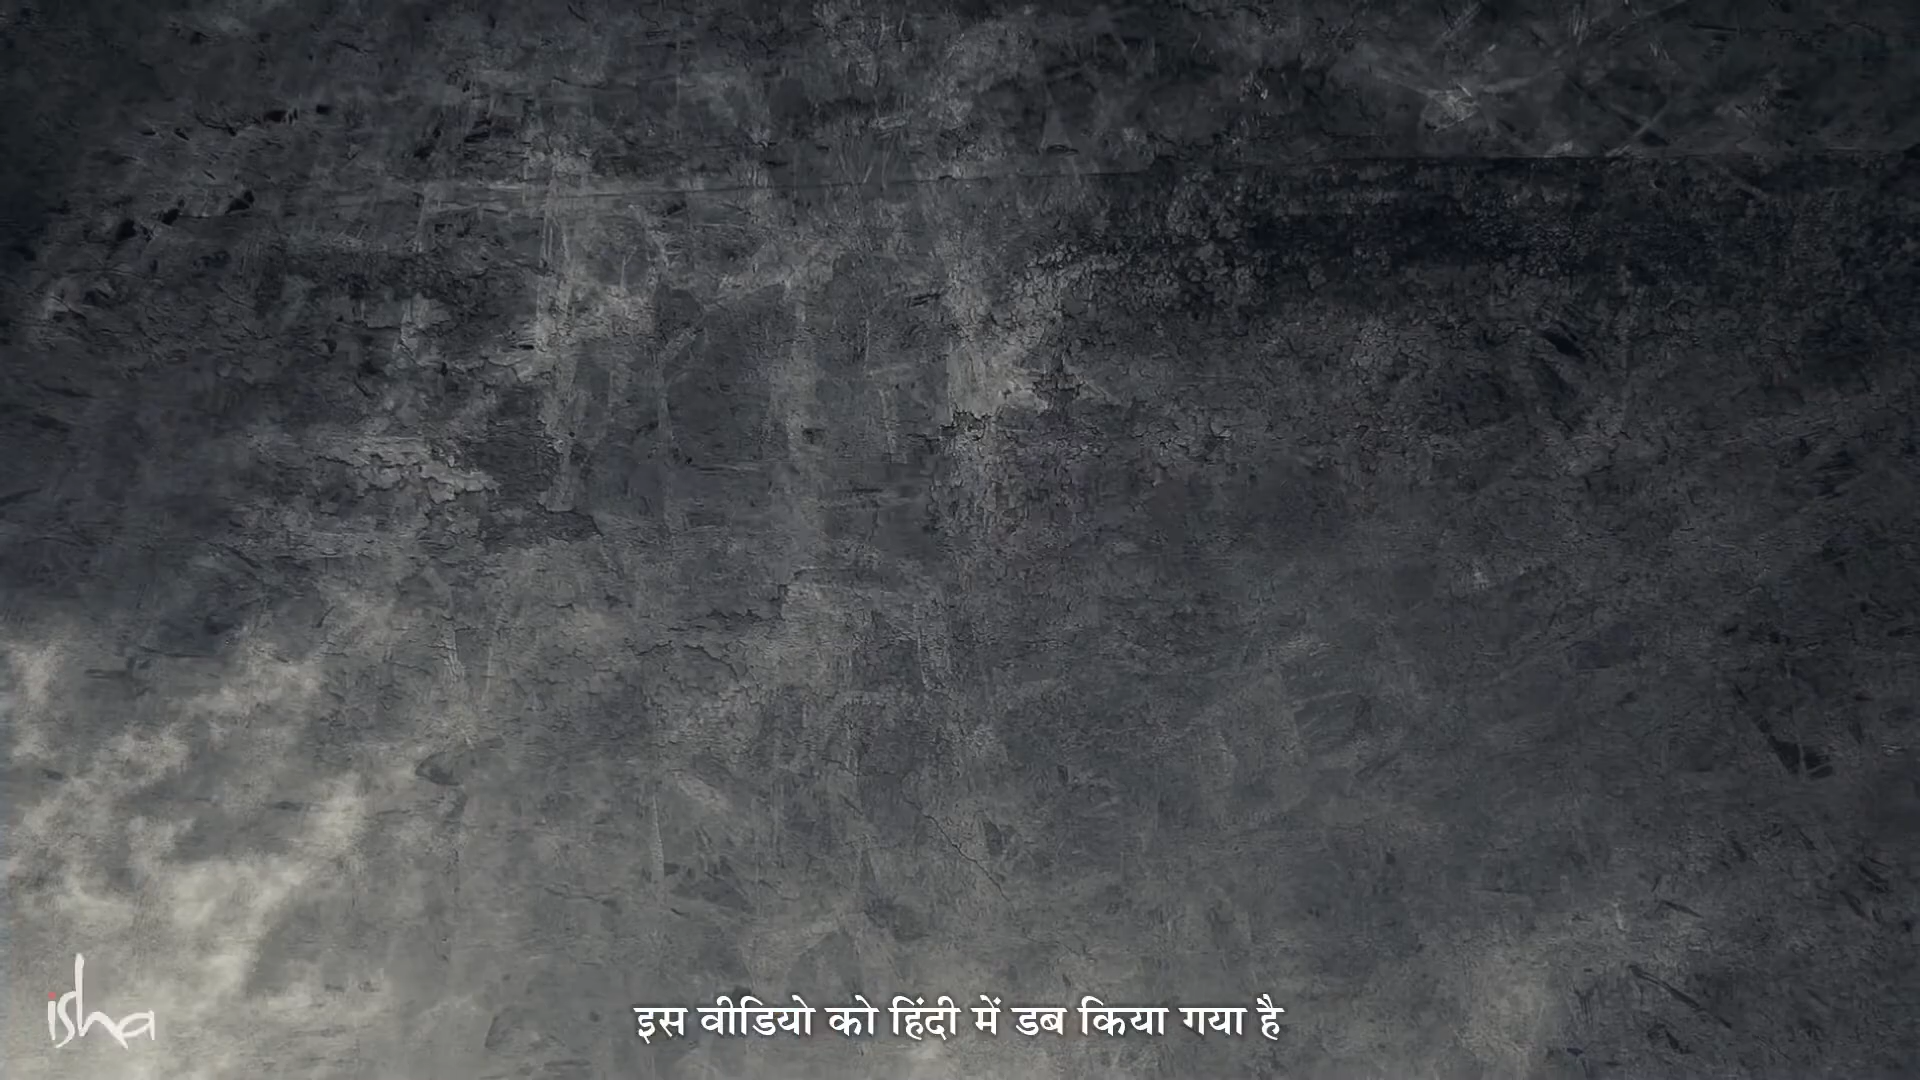 isha
इस वीडियो को हिंदी में डब किया गया है